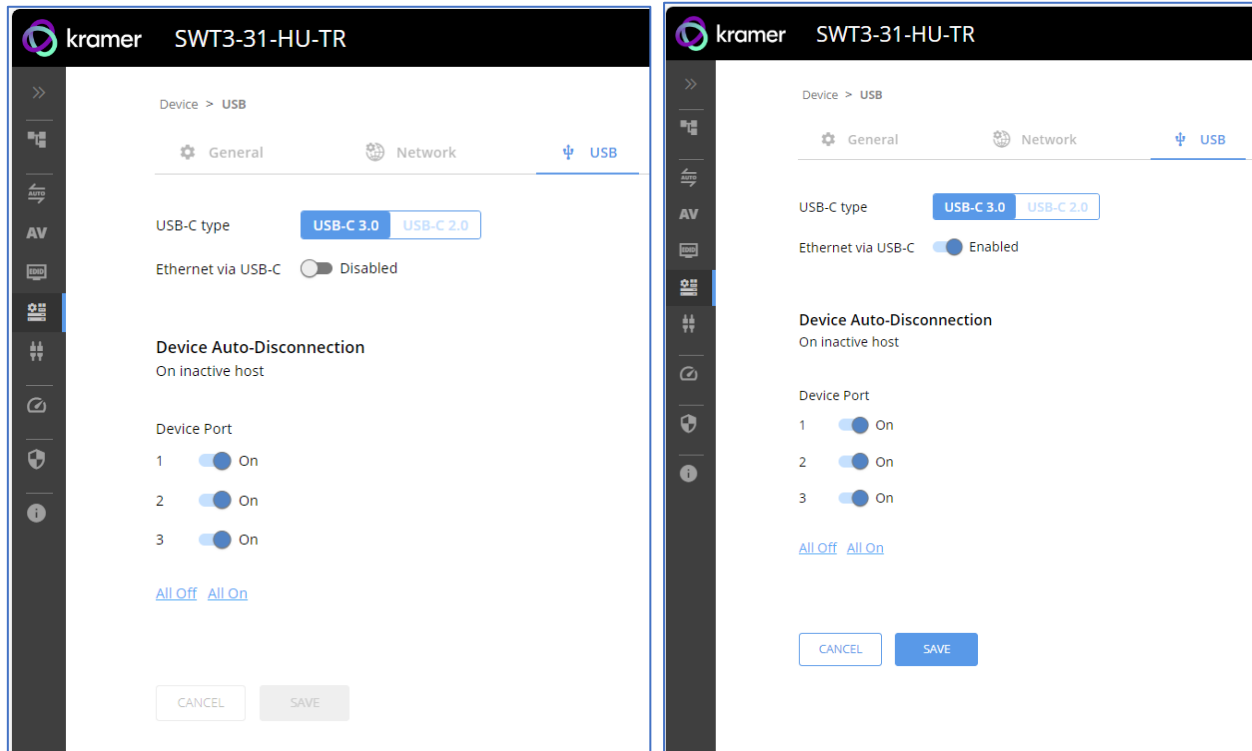 kramer SWT3-31-HU-TR
Device > USB
General Network USB
AUTO
AV
EDID
USB-C type USB-C 3.0 USB-C 2.0
Ethernet via USB-C Disabled
Device Auto-Disconnection
On inactive host
Device Port
1 On
2 On
3 On
All Off All On
CANCEL SAVE
kramer SWT3-31-HU-TR
Device > USB
General Network USB
AUTO
AV
EDID
USB-C type USB-C 3.0 USB-C 2.0
Ethernet via USB-C Enabled
Device Auto-Disconnection
On inactive host
Device Port
1 On
2 On
3 On
All Off All On
CANCEL SAVE